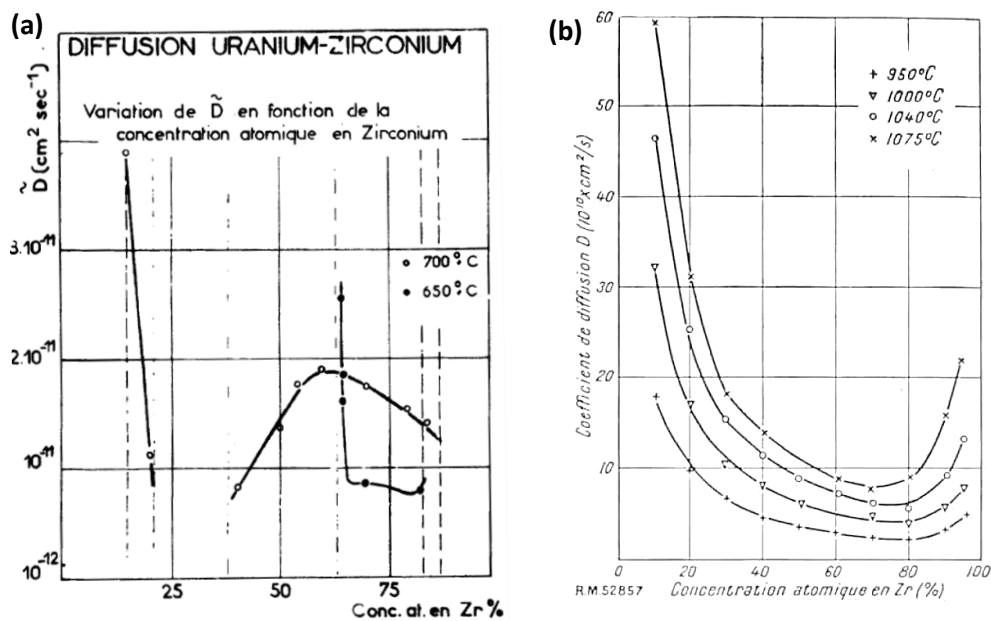 (a)
DIFFUSION URANIUM-ZIRCONIUM
Variation de D̃ en fonction de la
concentration atomique en Zirconium
D̃ (cm² sec⁻¹)
3.10⁻¹¹
2.10⁻¹¹
10⁻¹¹
10⁻¹²
○ 700°C
● 650°C
25
50
75
Conc. at. en Zr %
(b)
Coefficient de diffusion D (10¹⁰ x cm²/s)
60
50
40
30
20
10
+ 950°C
▽ 1000°C
○ 1040°C
× 1075°C
0
20
40
60
80
100
R.M.52857
Concentration atomique en Zr (%)